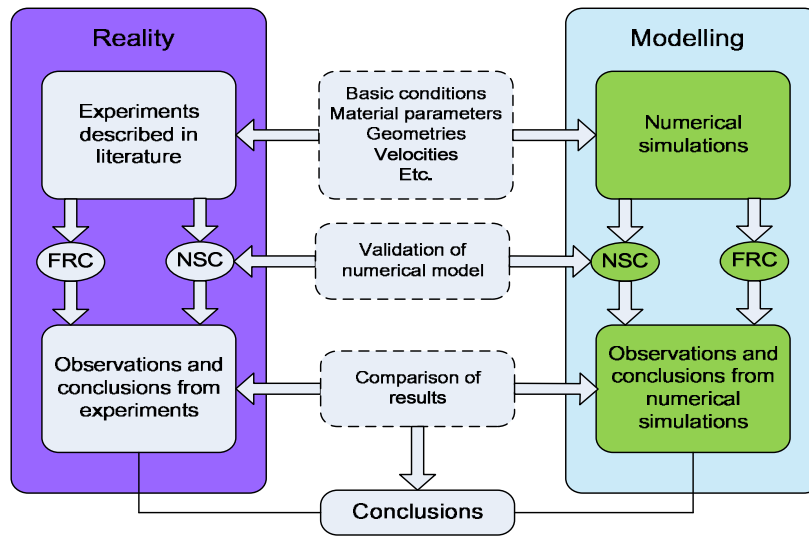 Reality
Modelling
Experiments
described in
literature
Basic conditions
Material parameters
Geometries
Velocities
Etc.
Numerical
simulations
FRC
NSC
Validation of
numerical model
NSC
FRC
Observations and
conclusions from
experiments
Comparison of
results
Observations and
conclusions from
numerical
simulations
Conclusions